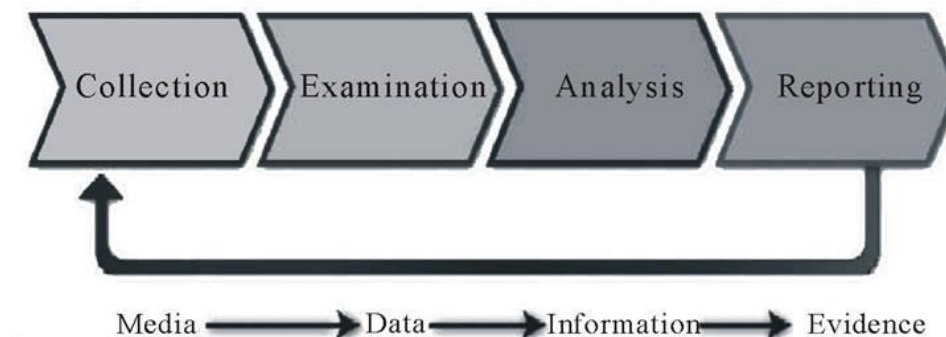 Collection Examination Analysis Reporting
Media Data Information Evidence